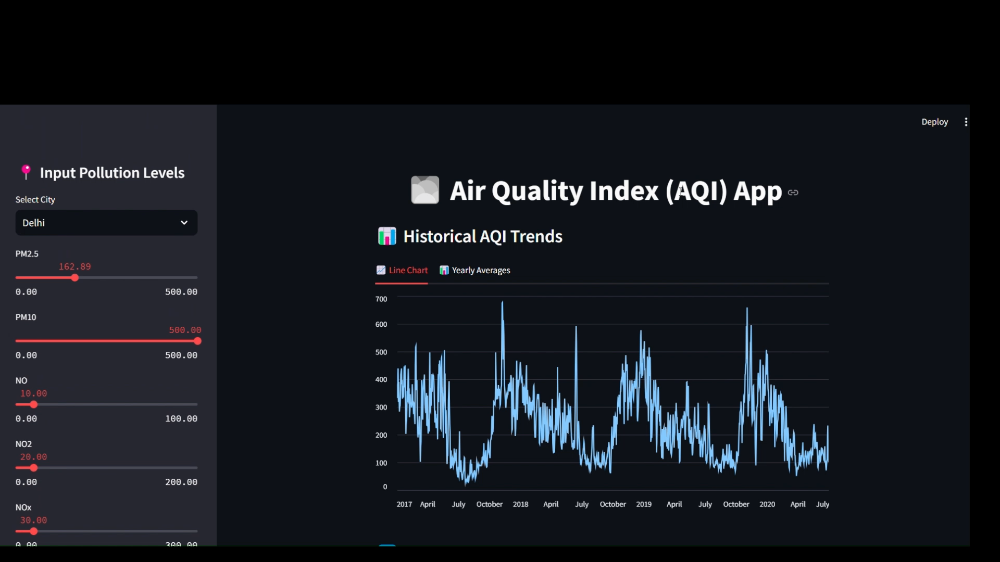 Deploy
Input Pollution Levels
Select City
Delhi
PM2.5
162.89
0.00 500.00
PM10
500.00
0.00 500.00
NO
10.00
0.00 100.00
NO2
20.00
0.00 200.00
NOx
30.00
0.00 300.00
Air Quality Index (AQI) App
Historical AQI Trends
Line Chart Yearly Averages
700
600
500
400
300
200
100
0
2017 April July October 2018 April July October 2019 April July October 2020 April July